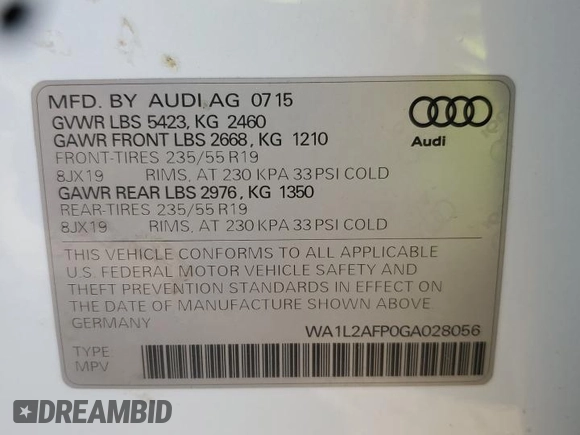 MFD. BY AUDI AG 07 15
GVWR LBS 5423, KG 2460
GAWR FRONT LBS 2668, KG 1210
FRONT-TIRES 235/55 R19
8JX19 RIMS, AT 230 KPA 33 PSI COLD
GAWR REAR LBS 2976, KG 1350
REAR-TIRES 235/55 R19
8JX19 RIMS, AT 230 KPA 33 PSI COLD
Audi
THIS VEHICLE CONFORMS TO ALL APPLICABLE
U.S. FEDERAL MOTOR VEHICLE SAFETY AND
THEFT PREVENTION STANDARDS IN EFFECT ON
THE DATE OF MANUFACTURE SHOWN ABOVE.
GERMANY
WA1L2AFP0GA028056
TYPE
MPV
DREAMBID